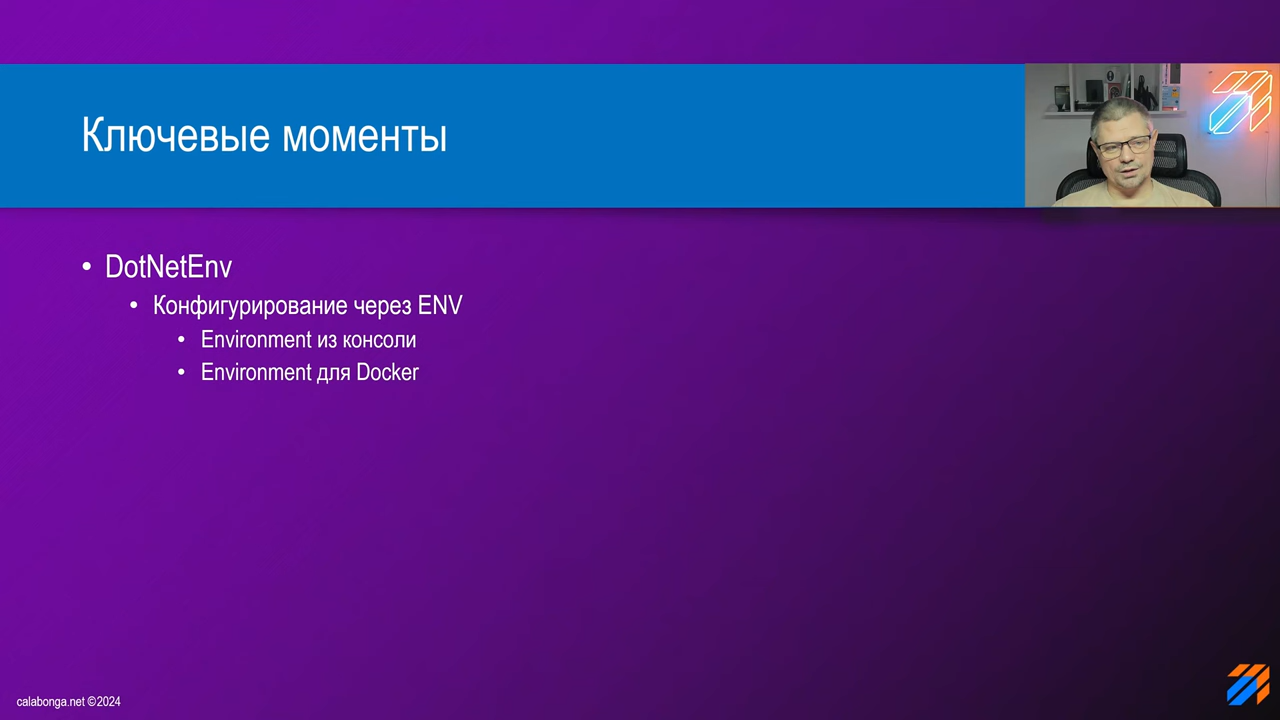 Ключевые моменты
DotNetEnv
Конфигурирование через ENV
Environment из консоли
Environment для Docker
calabonga.net ©2024